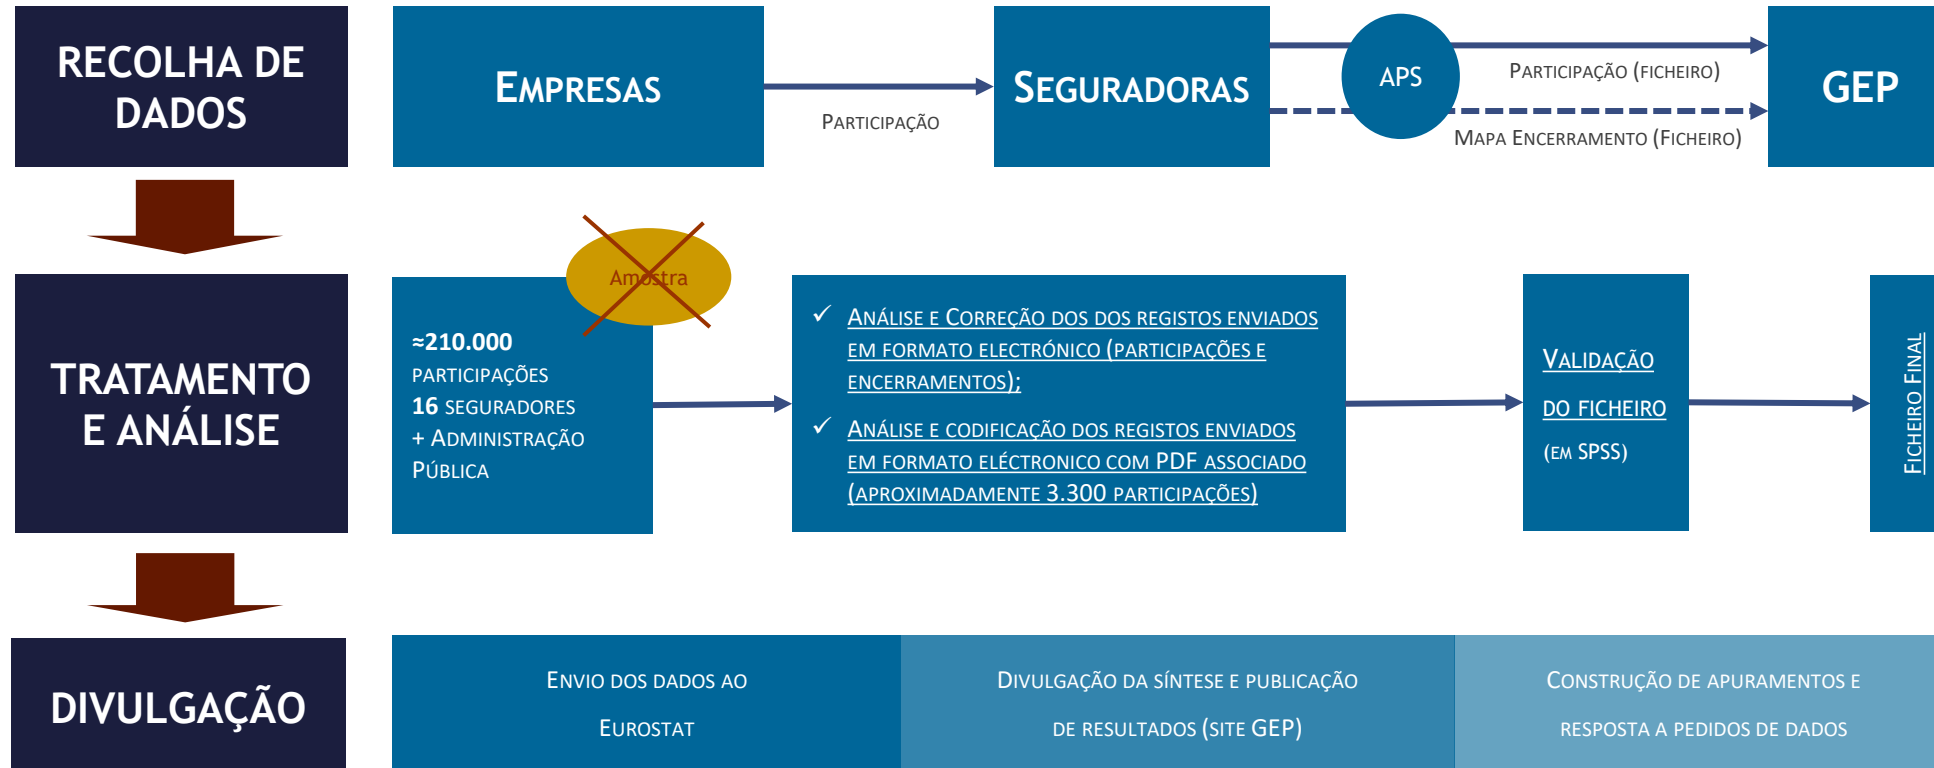 RECOLHA DE
DADOS
EMPRESAS
PARTICIPAÇÃO
SEGURADORAS
APS
PARTICIPAÇÃO (FICHEIRO)
MAPA ENCERRAMENTO (FICHEIRO)
GEP
TRATAMENTO
E ANÁLISE
Amostra
≈210.000
PARTICIPAÇÕES
16 SEGURADORES
+ ADMINISTRAÇÃO
PÚBLICA
✓ ANÁLISE E CORREÇÃO DOS DOS REGISTOS ENVIADOS
EM FORMATO ELECTRÓNICO (PARTICIPAÇÕES E
ENCERRAMENTOS);
✓ ANÁLISE E CODIFICAÇÃO DOS REGISTOS ENVIADOS
EM FORMATO ELÉCTRONICO COM PDF ASSOCIADO
(APROXIMADAMENTE 3.300 PARTICIPAÇÕES)
VALIDAÇÃO
DO FICHEIRO
(EM SPSS)
FICHEIRO FINAL
DIVULGAÇÃO
ENVIO DOS DADOS AO
EUROSTAT
DIVULGAÇÃO DA SÍNTESE E PUBLICAÇÃO
DE RESULTADOS (SITE GEP)
CONSTRUÇÃO DE APURAMENTOS E
RESPOSTA A PEDIDOS DE DADOS